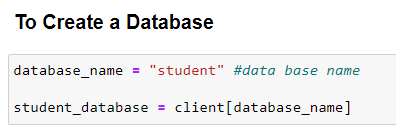 To Create a Database
database_name = "student" #data base name
student_database = client[database_name]